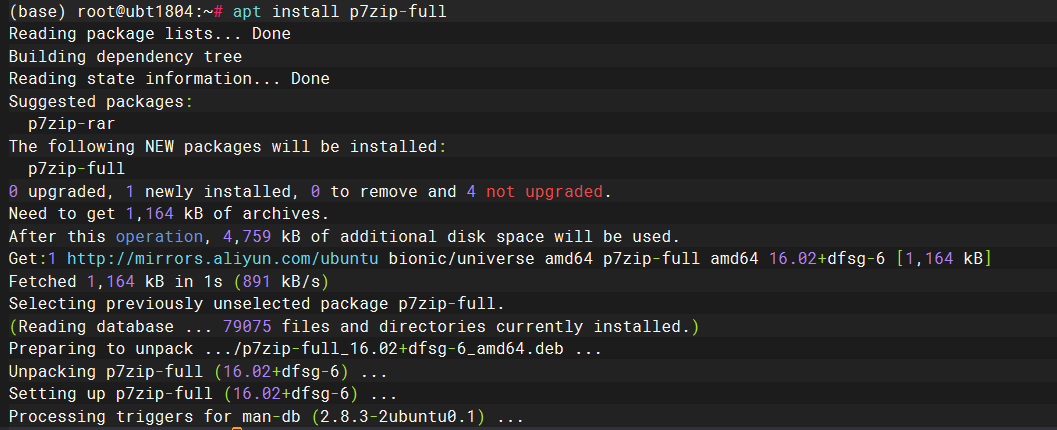 (base) root@ubt1804:~# apt install p7zip-full
Reading package lists... Done
Building dependency tree
Reading state information... Done
Suggested packages:
  p7zip-rar
The following NEW packages will be installed:
  p7zip-full
0 upgraded, 1 newly installed, 0 to remove and 4 not upgraded.
Need to get 1,164 kB of archives.
After this operation, 4,759 kB of additional disk space will be used.
Get:1 http://mirrors.aliyun.com/ubuntu bionic/universe amd64 p7zip-full amd64 16.02+dfsg-6 [1,164 kB]
Fetched 1,164 kB in 1s (891 kB/s)
Selecting previously unselected package p7zip-full.
(Reading database ... 79075 files and directories currently installed.)
Preparing to unpack .../p7zip-full_16.02+dfsg-6_amd64.deb ...
Unpacking p7zip-full (16.02+dfsg-6) ...
Setting up p7zip-full (16.02+dfsg-6) ...
Processing triggers for man-db (2.8.3-2ubuntu0.1) ...